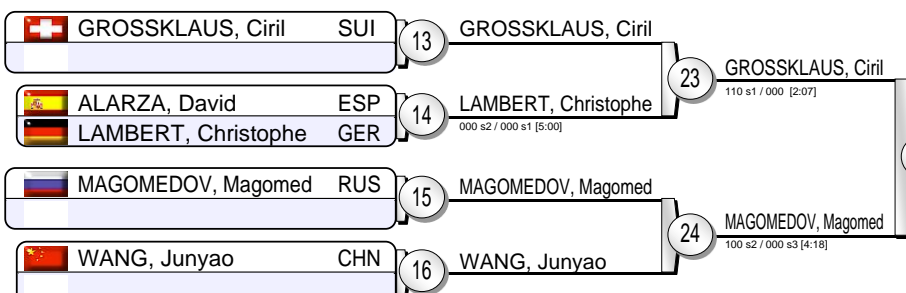 GROSSKLAUS, Ciril SUI
13
GROSSKLAUS, Ciril
23
GROSSKLAUS, Ciril
110 s1 / 000 [2:07]
ALARZA, David ESP
LAMBERT, Christophe GER
14
LAMBERT, Christophe
000 s2 / 000 s1 [5:00]
MAGOMEDOV, Magomed RUS
15
MAGOMEDOV, Magomed
24
MAGOMEDOV, Magomed
100 s2 / 000 s3 [4:18]
WANG, Junyao CHN
16
WANG, Junyao